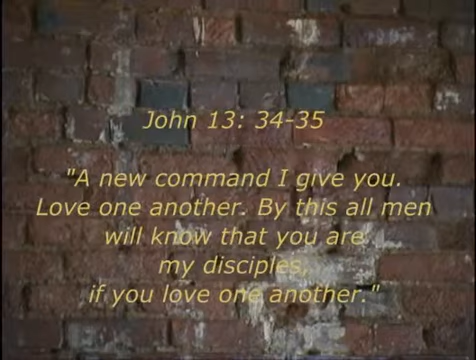 John 13: 34-35
"A new command I give you.
Love one another. By this all men
will know that you are
my disciples,
if you love one another."